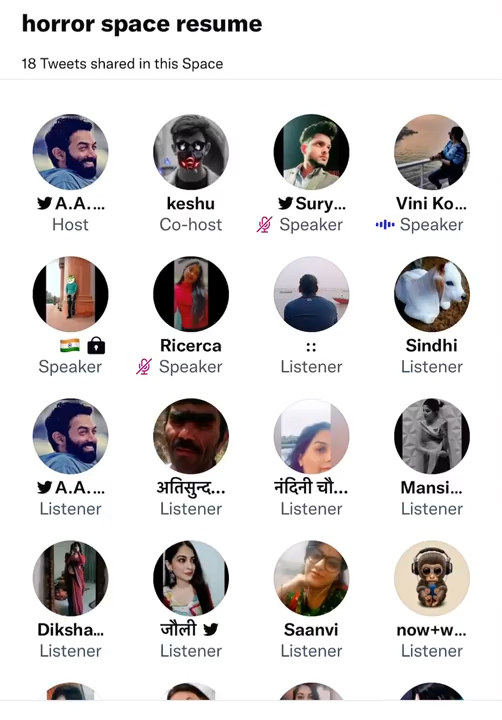 horror space resume
18 Tweets shared in this Space
A.A....
keshu
Sury...
Vini Ko...
Host
Co-host
Speaker
Speaker
Ricerca
::
Sindhi
Speaker
Speaker
Listener
Listener
A.A....
अतिसुन्द...
नंदिनी चौ...
Mansi...
Listener
Listener
Listener
Listener
Diksha...
जौली
Saanvi
now+w...
Listener
Listener
Listener
Listener